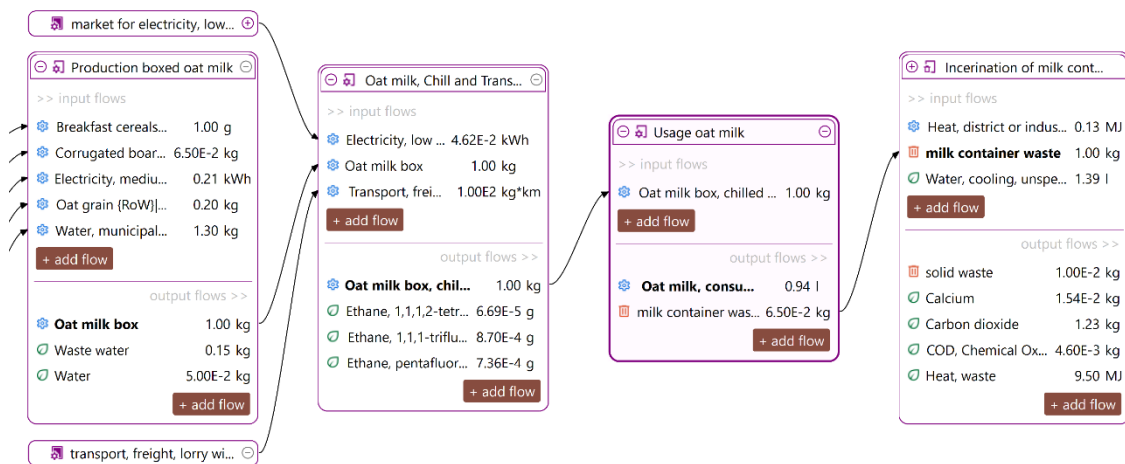 market for electricity, low...
Production boxed oat milk
>> input flows
Breakfast cereals... 1.00 g
Corrugated boar... 6.50E-2 kg
Electricity, mediu... 0.21 kWh
Oat grain {RoW}|... 0.20 kg
Water, municipal... 1.30 kg
+ add flow
output flows >>
Oat milk box 1.00 kg
Waste water 0.15 kg
Water 5.00E-2 kg
+ add flow
transport, freight, lorry wi...
Oat milk, Chill and Trans...
>> input flows
Electricity, low ... 4.62E-2 kWh
Oat milk box 1.00 kg
Transport, frei... 1.00E2 kg*km
+ add flow
output flows >>
Oat milk box, chil... 1.00 kg
Ethane, 1,1,1,2-tetr... 6.69E-5 g
Ethane, 1,1,1-triflu... 8.70E-4 g
Ethane, pentafluor... 7.36E-4 g
+ add flow
Usage oat milk
>> input flows
Oat milk box, chilled ... 1.00 kg
+ add flow
output flows >>
Oat milk, consu... 0.94 l
milk container was... 6.50E-2 kg
+ add flow
Incerination of milk cont...
>> input flows
Heat, district or indus... 0.13 MJ
milk container waste 1.00 kg
Water, cooling, unspe... 1.39 l
+ add flow
output flows >>
solid waste 1.00E-2 kg
Calcium 1.54E-2 kg
Carbon dioxide 1.23 kg
COD, Chemical Ox... 4.60E-3 kg
Heat, waste 9.50 MJ
+ add flow